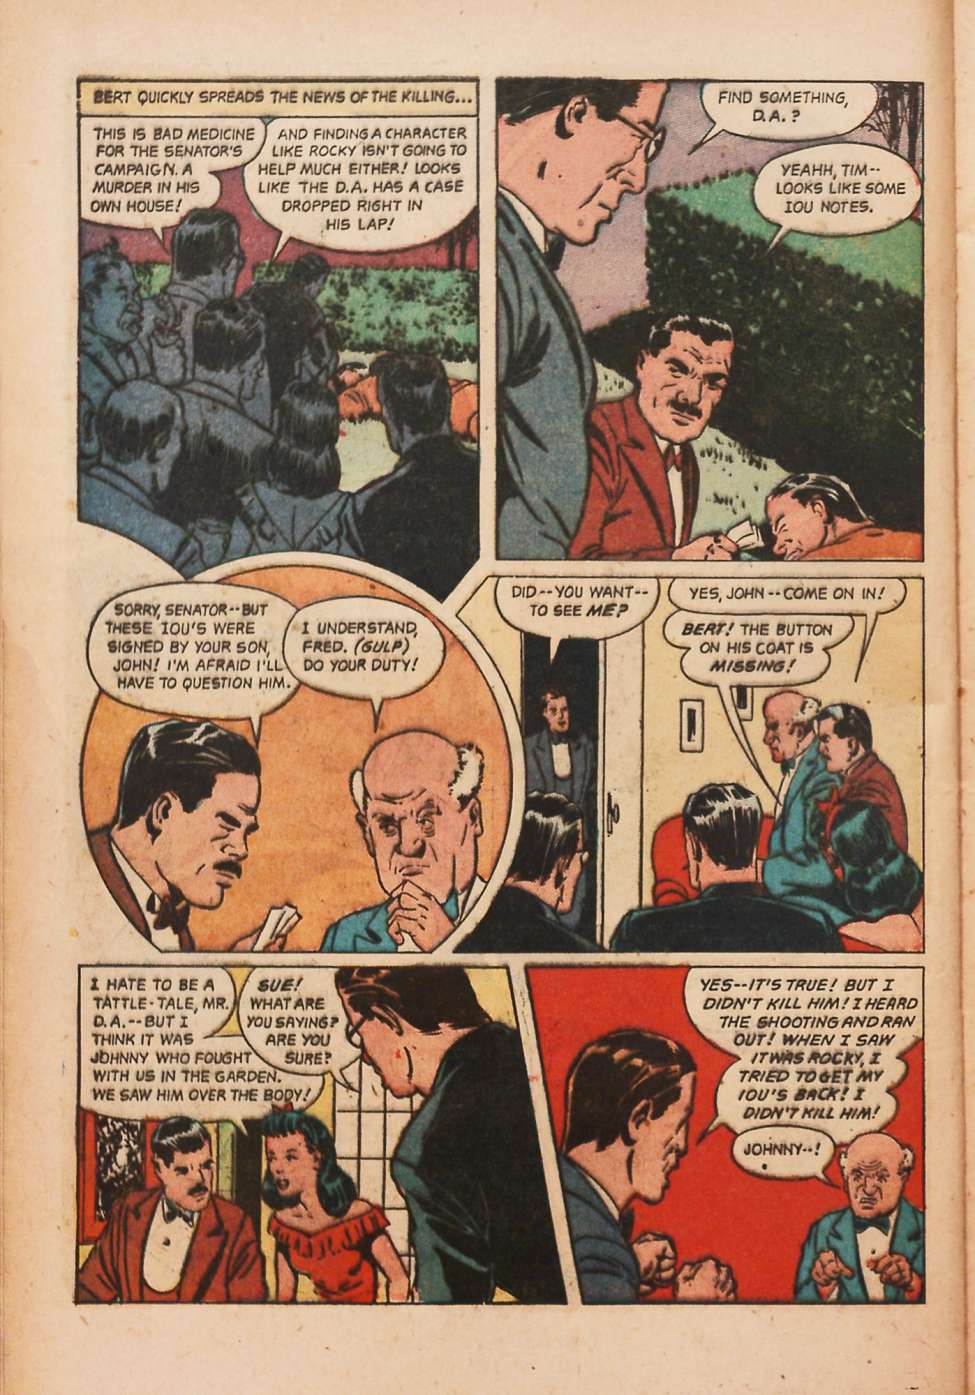 BERT QUICKLY SPREADS THE NEWS OF THE KILLING...
THIS IS BAD MEDICINE
FOR THE SENATOR'S
CAMPAIGN. A
MURDER IN HIS
OWN HOUSE!
AND FINDING A CHARACTER
LIKE ROCKY ISN'T GOING TO
HELP MUCH EITHER! LOOKS
LIKE THE D.A. HAS A CASE
DROPPED RIGHT IN
HIS LAP!
FIND SOMETHING,
D.A.?
YEAHH, TIM--
LOOKS LIKE SOME
IOU NOTES.
SORRY, SENATOR--BUT
THESE IOU'S WERE
SIGNED BY YOUR SON,
JOHN! I'M AFRAID I'LL
HAVE TO QUESTION HIM.
I UNDERSTAND,
FRED. (GULP)
DO YOUR DUTY!
DID--YOU WANT--
TO SEE ME?
YES, JOHN--COME ON IN!
BERT! THE BUTTON
ON HIS COAT IS
MISSING!
I HATE TO BE A
TATTLE-TALE, MR.
D.A.--BUT I
THINK IT WAS
JOHNNY WHO FOUGHT
WITH US IN THE GARDEN.
WE SAW HIM OVER THE BODY!
SUE!
WHAT ARE
YOU SAYING?
ARE YOU
SURE?
YES--IT'S TRUE! BUT I
DIDN'T KILL HIM! I HEARD
THE SHOOTING AND RAN
OUT! WHEN I SAW
IT WAS ROCKY, I
TRIED TO GET MY
IOU'S BACK! I
DIDN'T KILL HIM!
JOHNNY--!